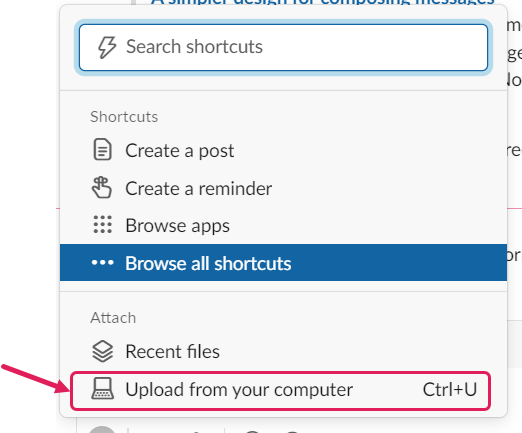 A simpler design for composing messages
Search shortcuts
Shortcuts
Create a post
Create a reminder
Browse apps
Browse all shortcuts
Attach
Recent files
Upload from your computer Ctrl+U